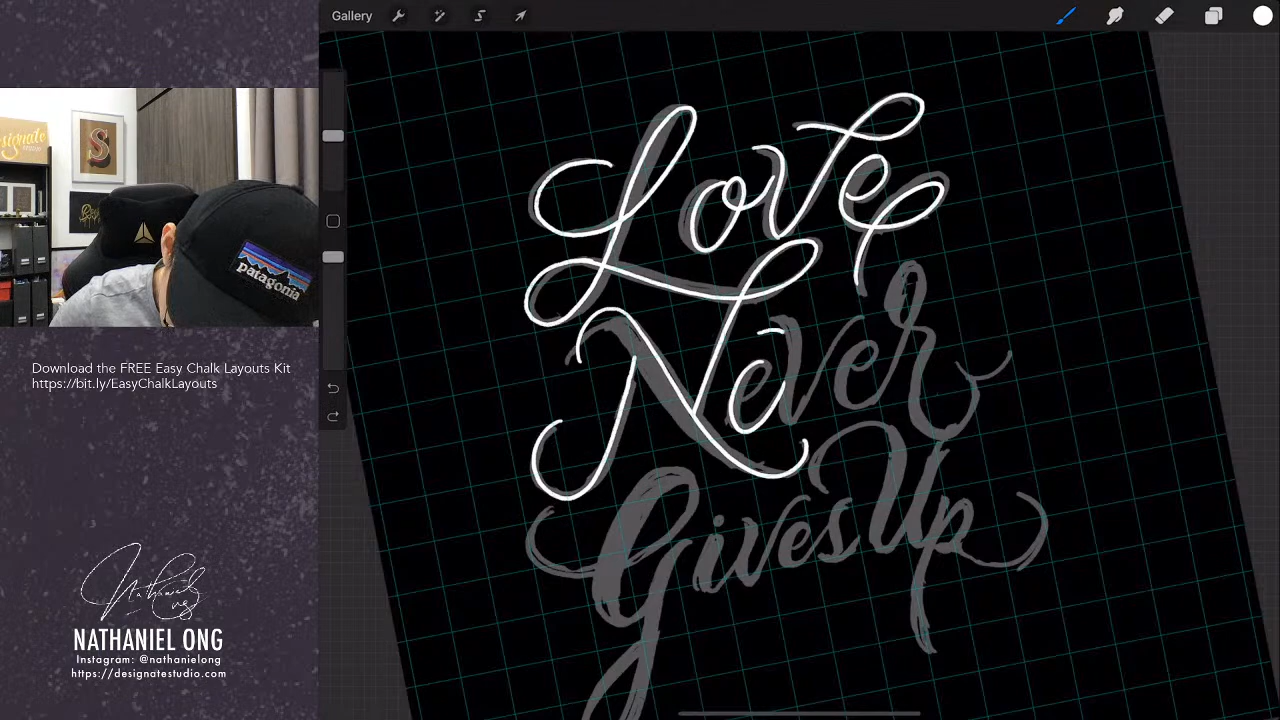 Gallery
signate
S
patagonia
Download the FREE Easy Chalk Layouts Kit
https://bit.ly/EasyChalkLayouts
NATHANIEL ONG
Instagram: @nathanielong
https://designatestudio.com
Love
Never
Gives Up